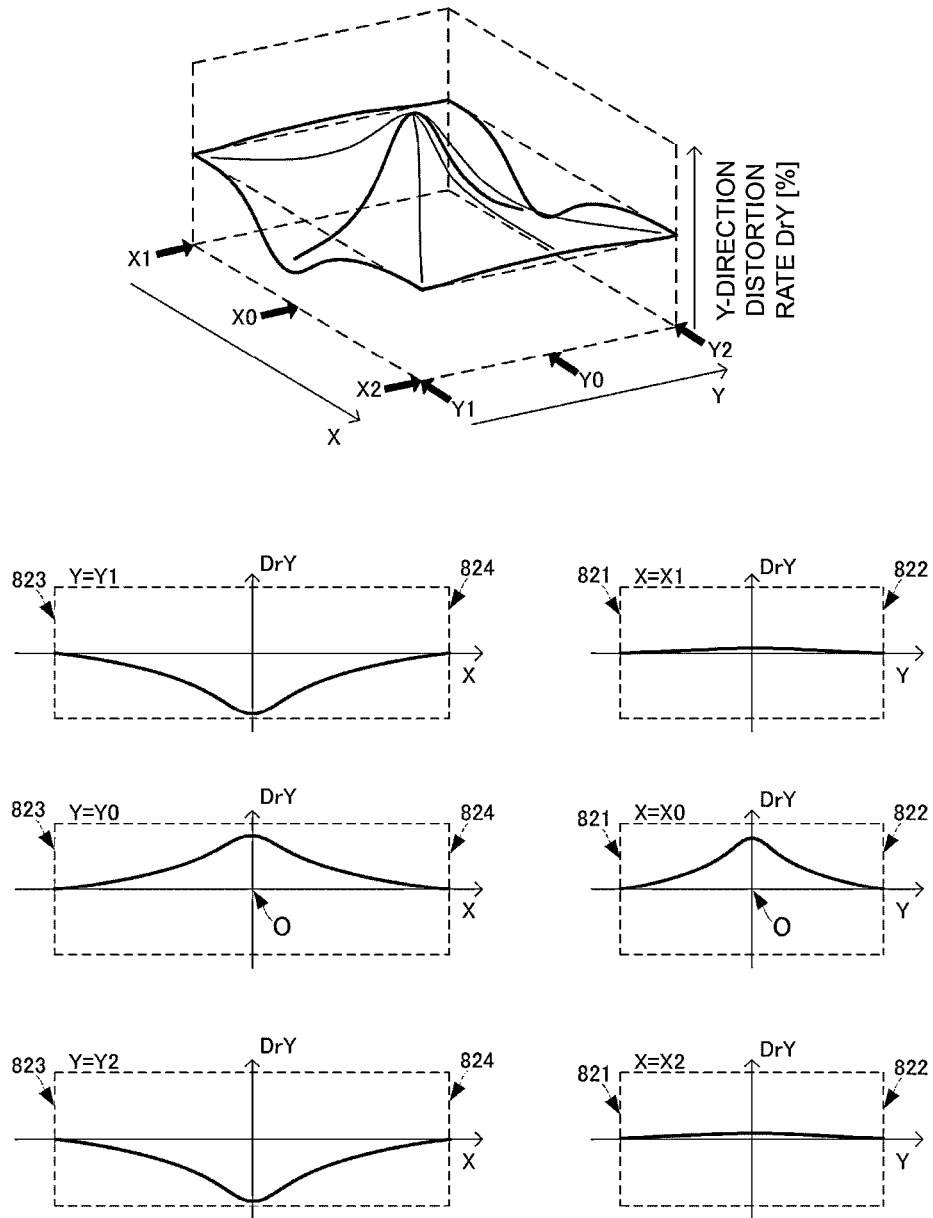 Y-DIRECTION
DISTORTION
RATE DrY [%]
X1
X0
X2
X
Y1
Y0
Y2
Y
823
Y=Y1
DrY
824
X
821
X=X1
DrY
822
Y
823
Y=Y0
DrY
824
X
O
821
X=X0
DrY
822
Y
O
823
Y=Y2
DrY
824
X
821
X=X2
DrY
822
Y